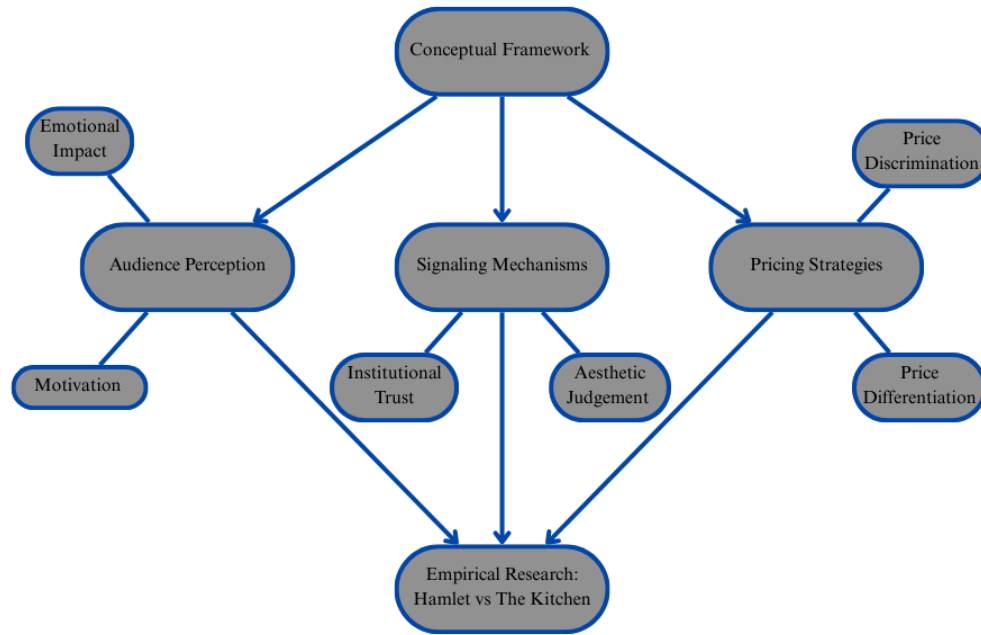 Conceptual Framework
Emotional
Impact
Price
Discrimination
Audience Perception
Signaling Mechanisms
Pricing Strategies
Motivation
Institutional
Trust
Aesthetic
Judgement
Price
Differentiation
Empirical Research:
Hamlet vs The Kitchen